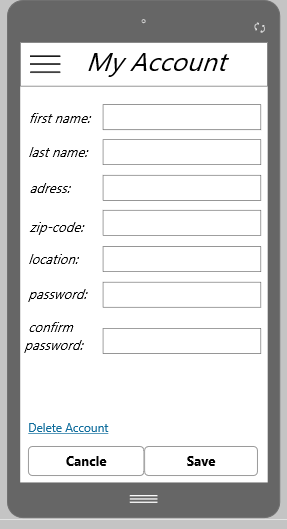 My Account
first name:
last name:
adress:
zip-code:
location:
password:
confirm
password:
Delete Account
Cancle
Save